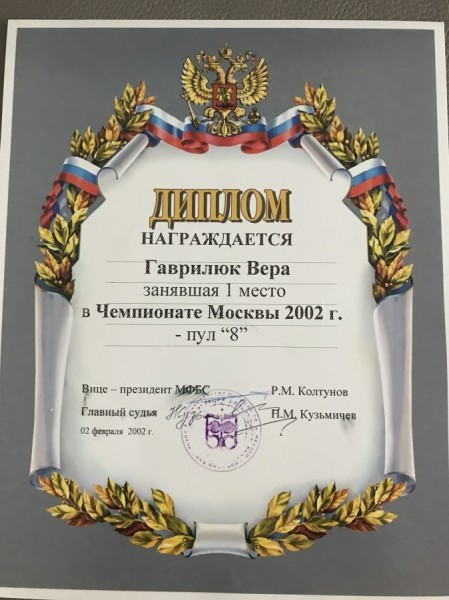 ДИПЛОМ
НАГРАЖДАЕТСЯ
Гаврилюк Вера
занявшая 1 место
в Чемпионате Москвы 2002 г.
- пул “8”
Вице – президент МФБС Р.М. Колтунов
Главный судья Н.М. Кузьмичев
02 февраля 2002 г.